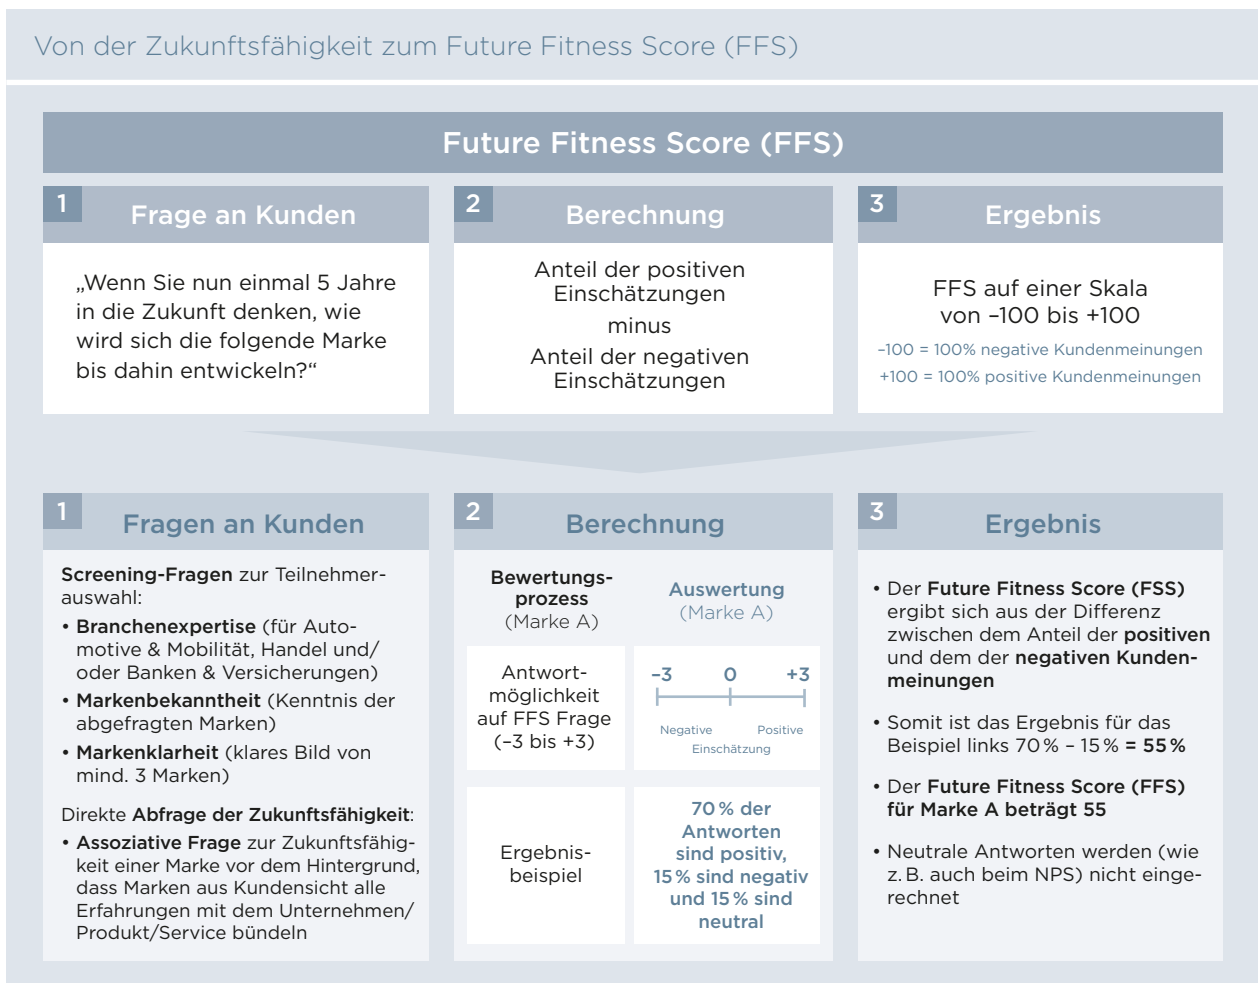 Von der Zukunftsfähigkeit zum Future Fitness Score (FFS)
Future Fitness Score (FFS)
1
Frage an Kunden
„Wenn Sie nun einmal 5 Jahre
in die Zukunft denken, wie
wird sich die folgende Marke
bis dahin entwickeln?“
2
Berechnung
Anteil der positiven
Einschätzungen
minus
Anteil der negativen
Einschätzungen
3
Ergebnis
FFS auf einer Skala
von –100 bis +100
–100 = 100% negative Kundenmeinungen
+100 = 100% positive Kundenmeinungen
1
Fragen an Kunden
Screening-Fragen zur Teilnehmer-
auswahl:
• Branchenexpertise (für Auto-
motive & Mobilität, Handel und/
oder Banken & Versicherungen)
• Markenbekanntheit (Kenntnis der
abgefragten Marken)
• Markenklarheit (klares Bild von
mind. 3 Marken)
Direkte Abfrage der Zukunftsfähigkeit:
• Assoziative Frage zur Zukunftsfähig-
keit einer Marke vor dem Hintergrund,
dass Marken aus Kundensicht alle
Erfahrungen mit dem Unternehmen/
Produkt/Service bündeln
2
Berechnung
Bewertungs-
prozess
(Marke A)
Auswertung
(Marke A)
Antwort-
möglichkeit
auf FFS Frage
(–3 bis +3)
–3 0 +3
Negative Positive
Einschätzung
Ergebnis-
beispiel
70 % der
Antworten
sind positiv,
15 % sind negativ
und 15 % sind
neutral
3
Ergebnis
• Der Future Fitness Score (FSS)
ergibt sich aus der Differenz
zwischen dem Anteil der positiven
und dem der negativen Kunden-
meinungen
• Somit ist das Ergebnis für das
Beispiel links 70 % – 15 % = 55 %
• Der Future Fitness Score (FFS)
für Marke A beträgt 55
• Neutrale Antworten werden (wie
z. B. auch beim NPS) nicht einge-
rechnet